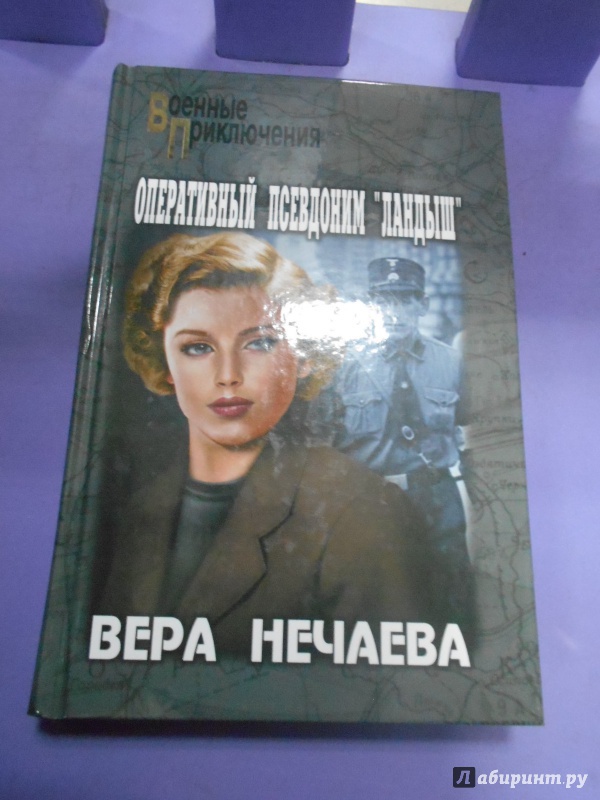 Военные
Приключения
ОПЕРАТИВНЫЙ ПСЕВДОНИМ "ЛАНДЫШ"
ВЕРА НЕЧАЕВА
Лабиринт.ру